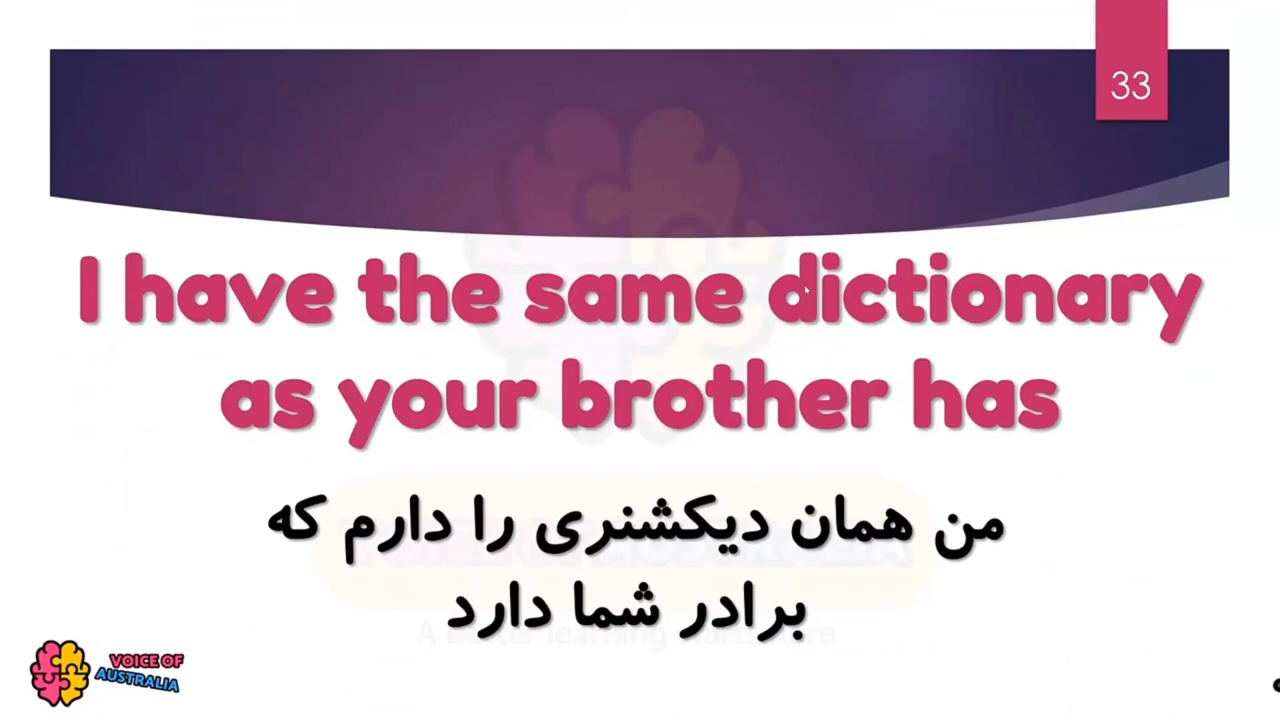 33
I have the same dictionary
as your brother has
من همان دیکشنری را دارم که
برادر شما دارد
VOICE OF
AUSTRALIA